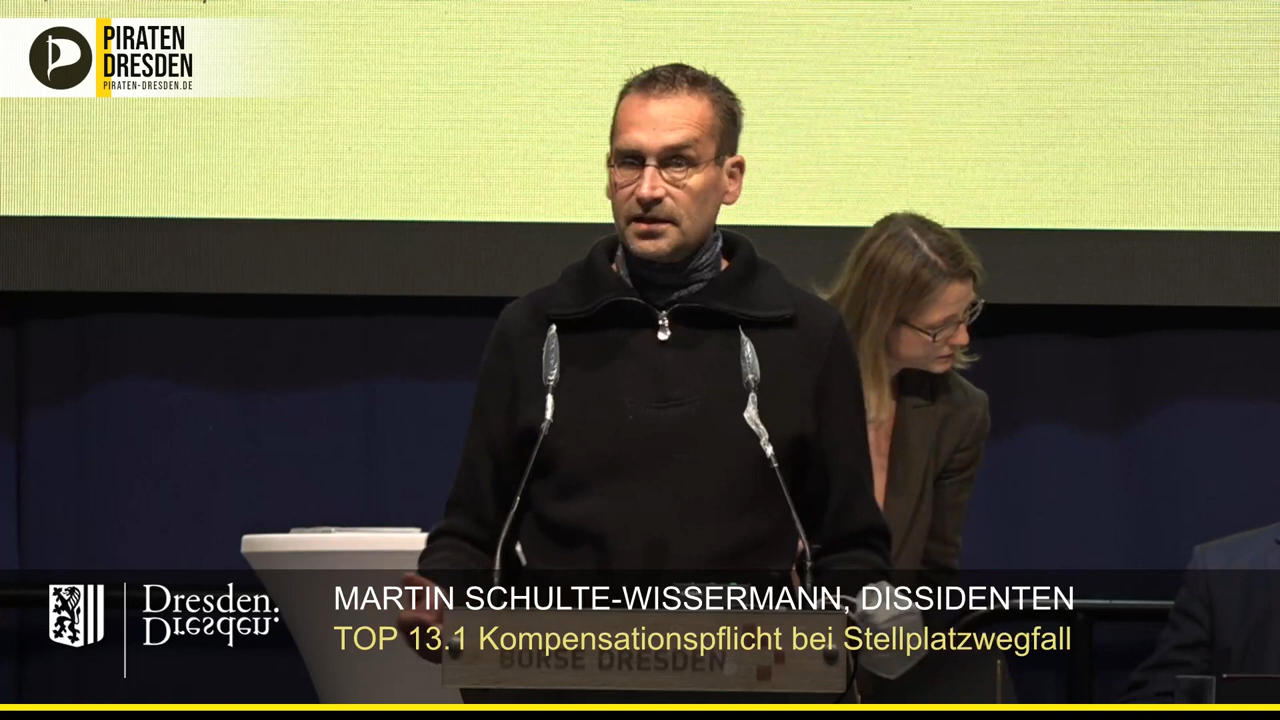 PIRATEN
DRESDEN
PIRATEN-DRESDEN.DE
Dresden.
Dresden.
MARTIN SCHULTE-WISSERMANN, DISSIDENTEN
TOP 13.1 Kompensationspflicht bei Stellplatzwegfall
BÖRSE DRESDEN